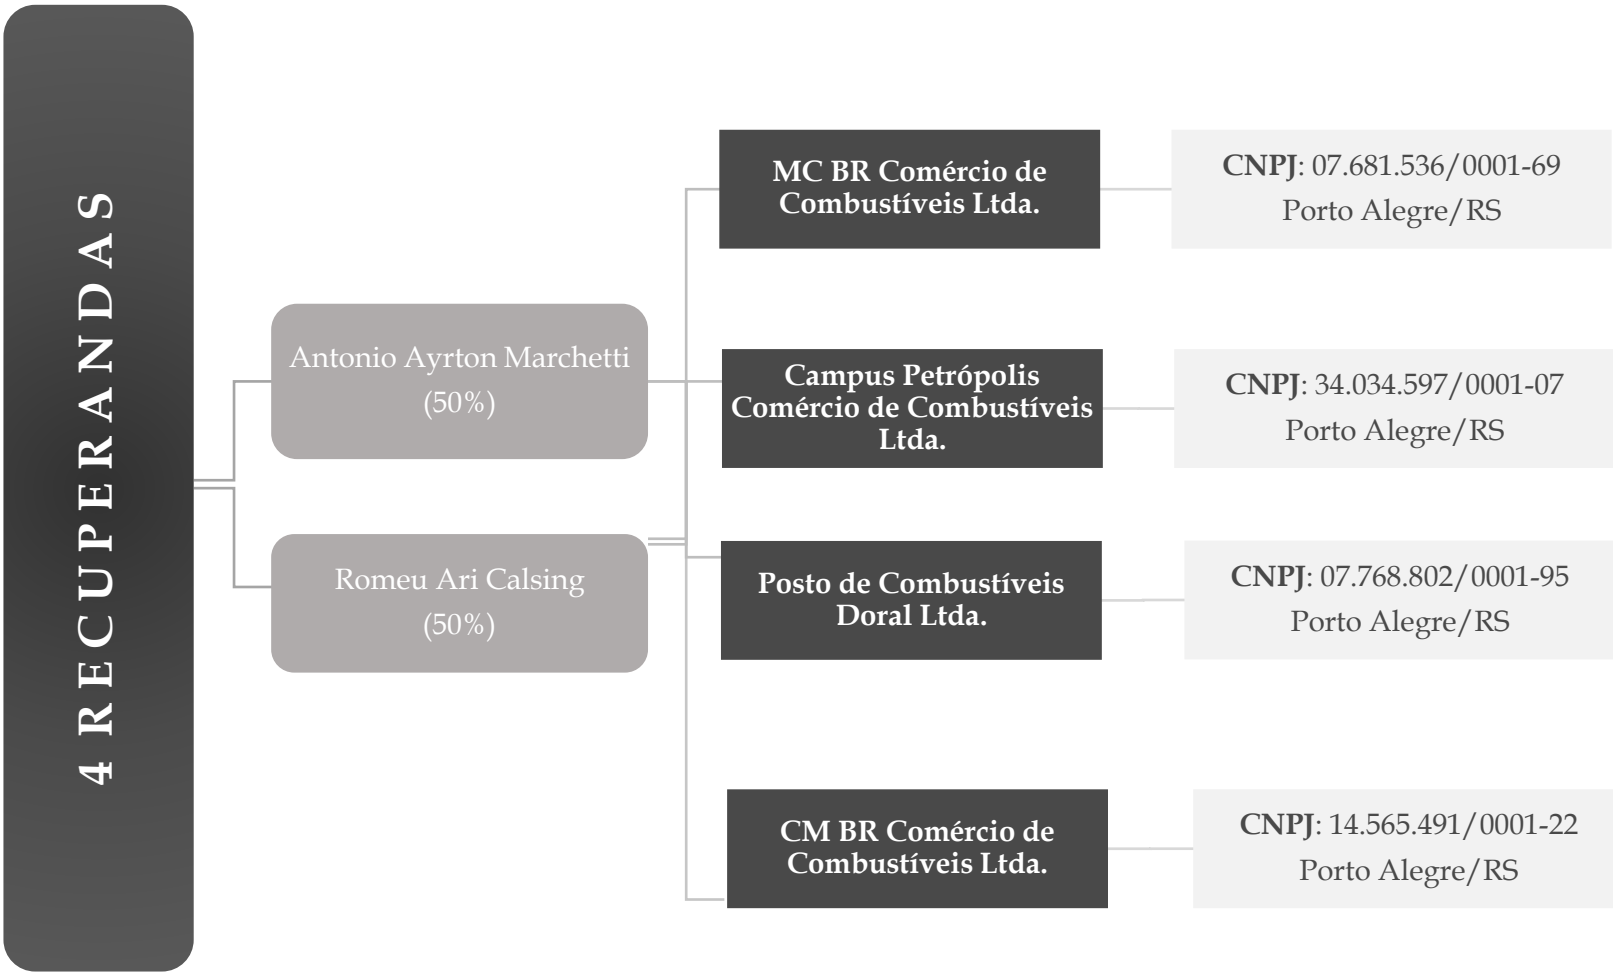 4 RECUPERANDAS
Antonio Ayrton Marchetti
(50%)
Romeu Ari Calsing
(50%)
MC BR Comércio de
Combustíveis Ltda.
CNPJ: 07.681.536/0001-69
Porto Alegre/RS
Campus Petrópolis
Comércio de Combustíveis
Ltda.
CNPJ: 34.034.597/0001-07
Porto Alegre/RS
Posto de Combustíveis
Doral Ltda.
CNPJ: 07.768.802/0001-95
Porto Alegre/RS
CM BR Comércio de
Combustíveis Ltda.
CNPJ: 14.565.491/0001-22
Porto Alegre/RS